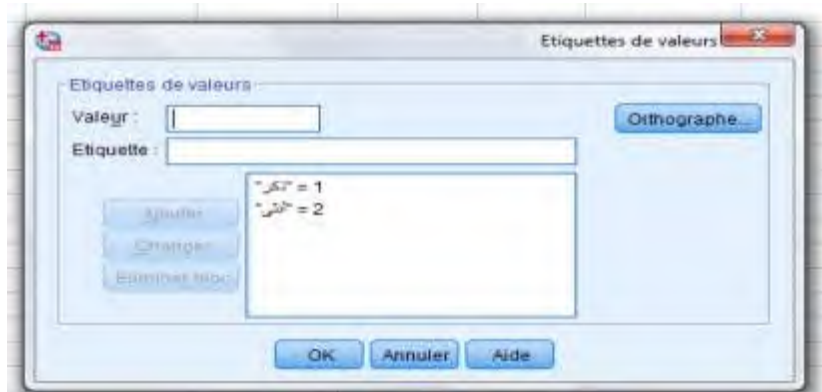 Etiquettes de valeurs
Etiquettes de valeurs
Valeur :
Orthographe...
Etiquette :
"ذكر" = 1
"أنثى" = 2
Ajouter
Changer
Eliminer bloc
OK Annuler Aide